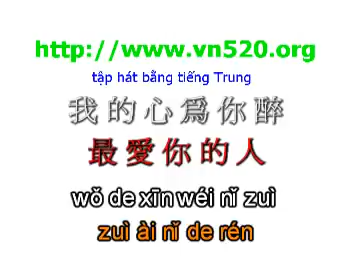 http://www.vn520.org
tập hát bằng tiếng Trung
我的心爲你醉
最愛你的人
wǒ de xīn wéi nǐ zuì
zuì ài nǐ de rén